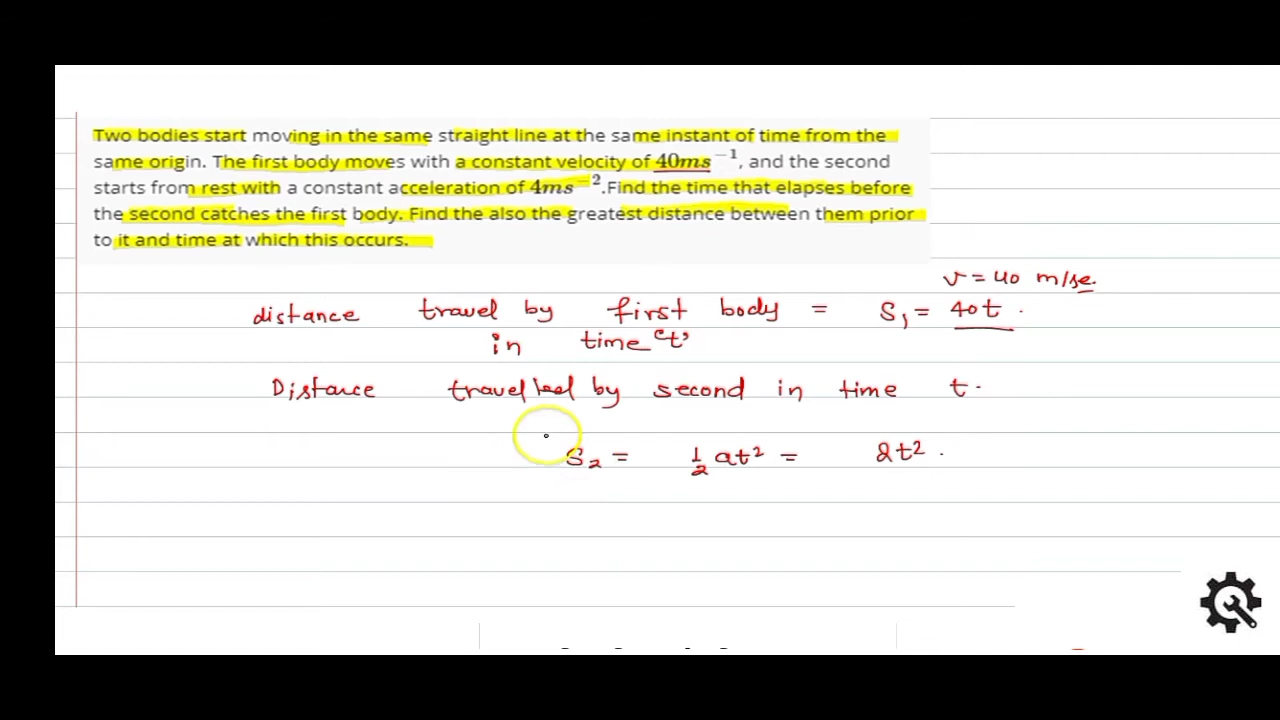 Two bodies start moving in the same straight line at the same instant of time from the
same origin. The first body moves with a constant velocity of 40ms⁻¹, and the second
starts from rest with a constant acceleration of 4ms⁻².Find the time that elapses before
the second catches the first body. Find the also the greatest distance between them prior
to it and time at which this occurs.
v = 40 m/se.
distance travel by first body = S₁ = 40t .
in time 't'
Distance travelled by second in time t.
S₂ = ½ at² = 2t² .